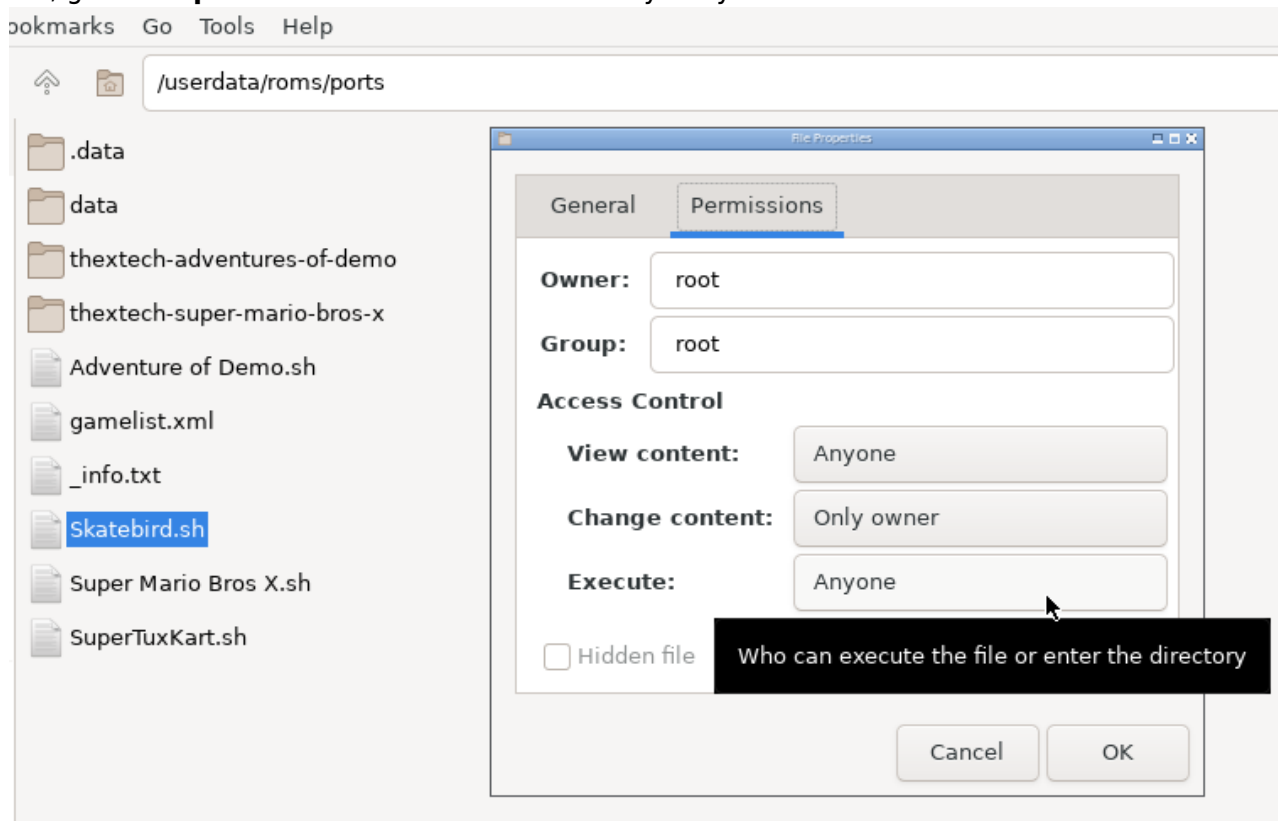 ookmarks Go Tools Help
/userdata/roms/ports
.data
data
thextech-adventures-of-demo
thextech-super-mario-bros-x
Adventure of Demo.sh
gamelist.xml
_info.txt
Skatebird.sh
Super Mario Bros X.sh
SuperTuxKart.sh
File Properties
General Permissions
Owner: root
Group: root
Access Control
View content: Anyone
Change content: Only owner
Execute: Anyone
Hidden file
Who can execute the file or enter the directory
Cancel OK